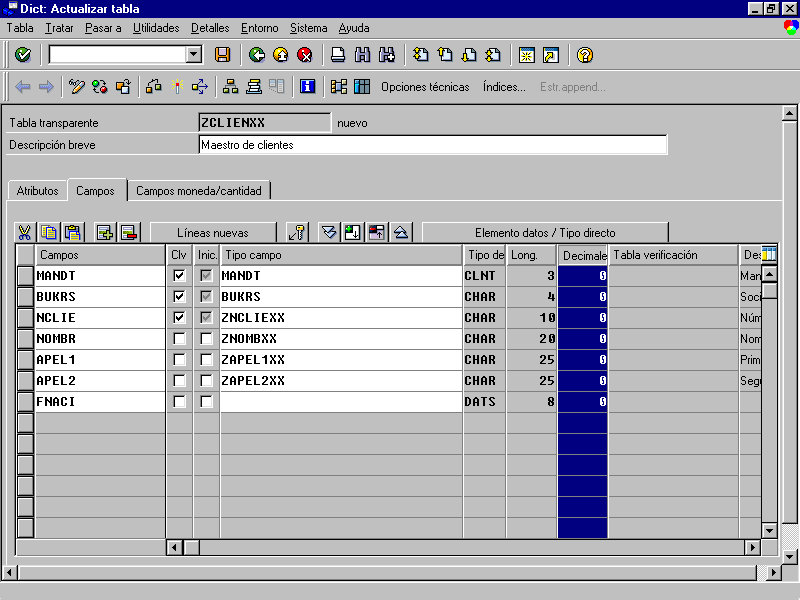 Dict: Actualizar tabla
Tabla Tratar Pasar a Utilidades Detalles Entorno Sistema Ayuda
Opciones técnicas Índices... Estr.append...
Tabla transparente ZCLIENXX nuevo
Descripción breve Maestro de clientes
Atributos Campos Campos moneda/cantidad
Líneas nuevas Elemento datos / Tipo directo
Campos Clv Inic. Tipo campo Tipo de Long. Decimale Tabla verificación Des
MANDT MANDT CLNT 3 0 Man
BUKRS BUKRS CHAR 4 0 Soci
NCLIE ZNCLIEXX CHAR 10 0 Núm
NOMBR ZNOMBXX CHAR 20 0 Nom
APEL1 ZAPEL1XX CHAR 25 0 Prim
APEL2 ZAPEL2XX CHAR 25 0 Segu
FNACI DATS 8 0